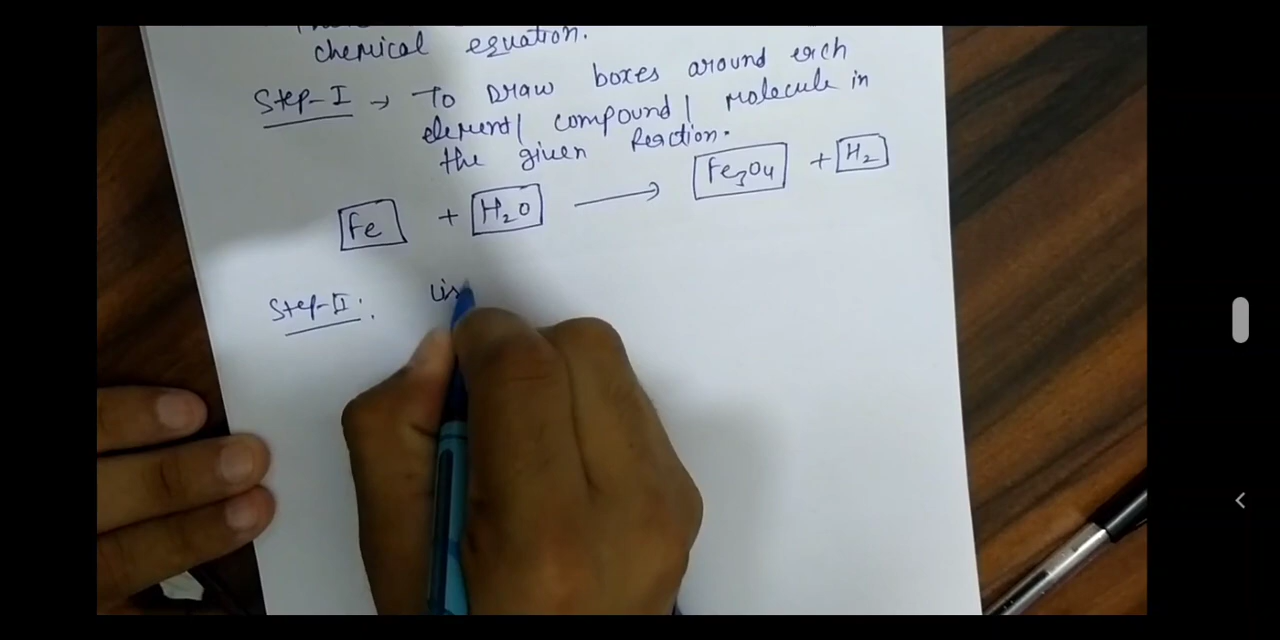 chemical equation.
Step-I → To Draw boxes around each
element/ compound/ molecule in
the given Reaction.
Fe + H₂O ⟶ Fe₃O₄ + H₂
Step-II: Lis